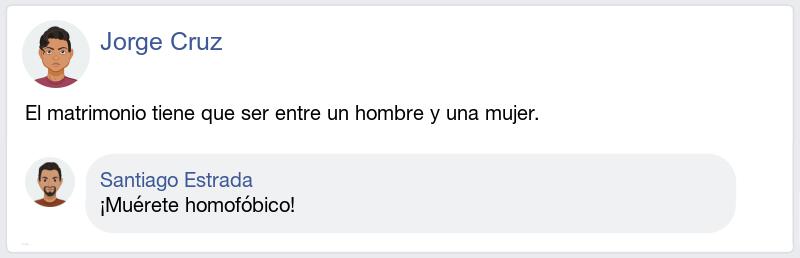 Jorge Cruz
El matrimonio tiene que ser entre un hombre y una mujer.
Santiago Estrada
¡Muérete homofóbico!